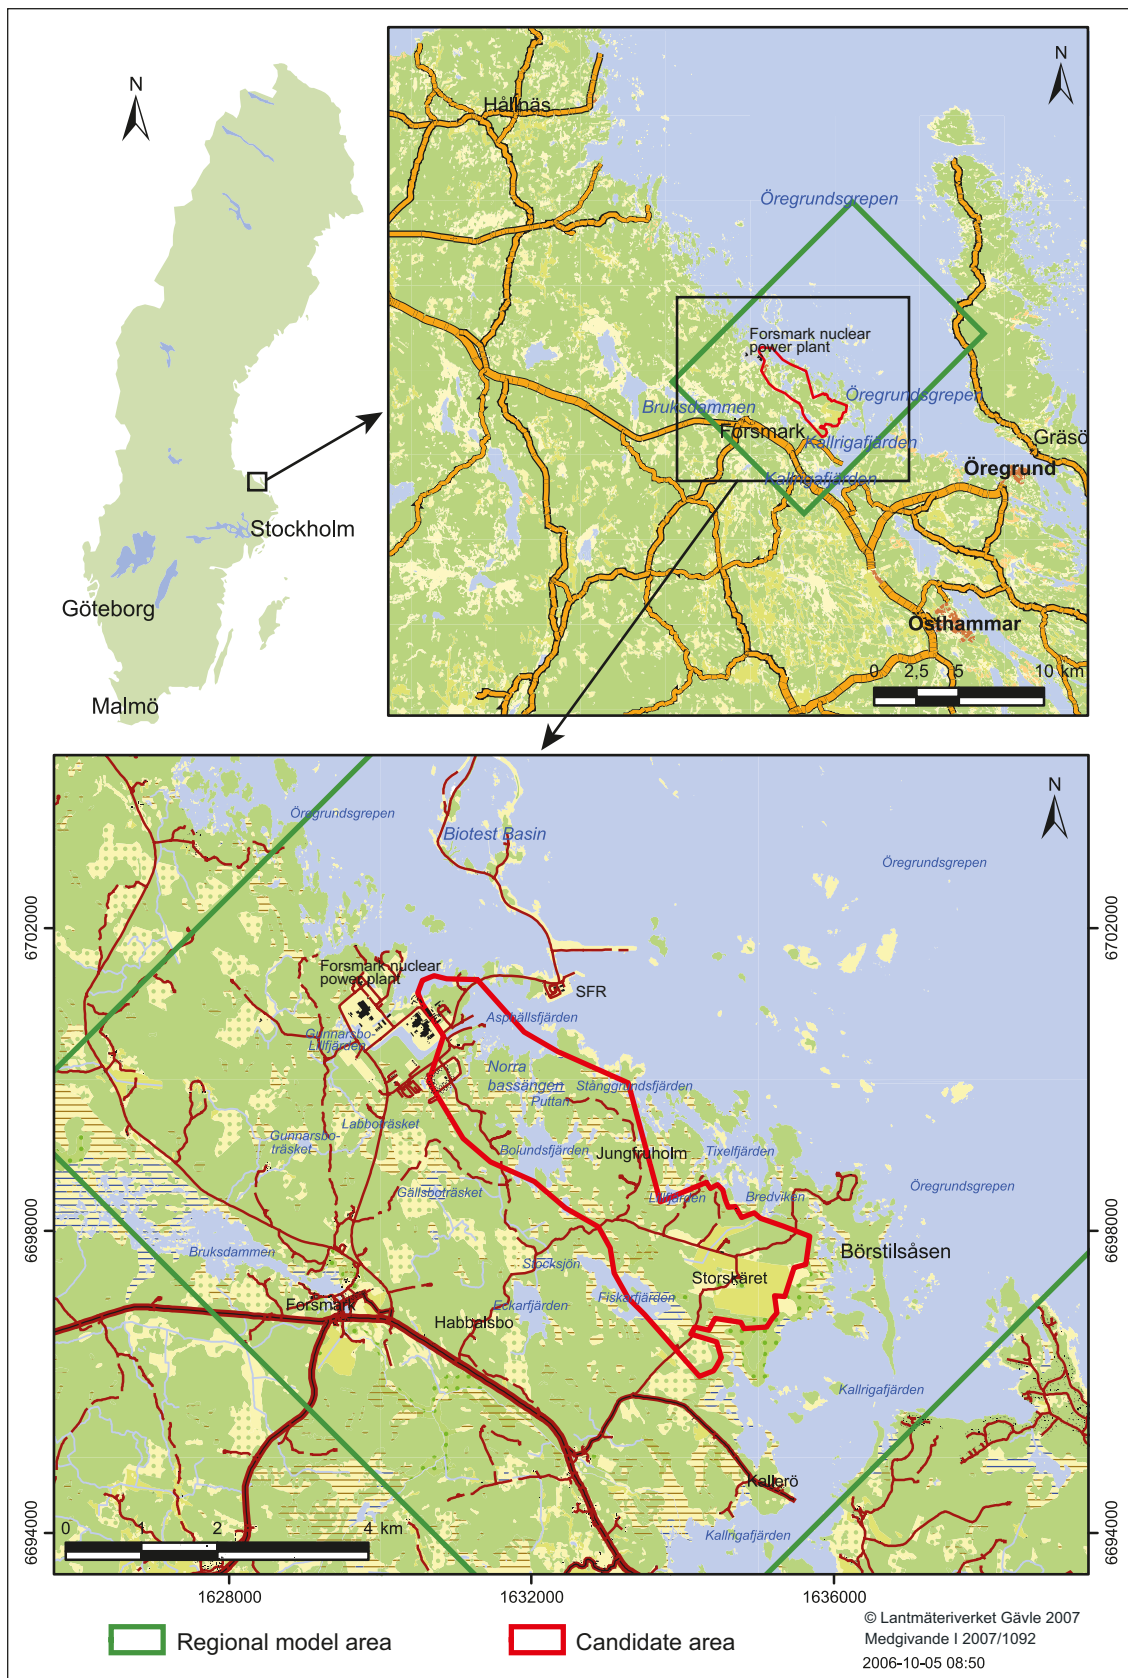 N
Stockholm
Göteborg
Malmö
N
Hållnäs
Öregrundsgrepen
Forsmark nuclear
power plant
Öregrundsgrepen
Bruksdammen
Forsmark
Kallrigafjärden
Gräsö
Öregrund
Kallrigafjärden
Östhammar
0 2,5 5 10 km
N
Öregrundsgrepen
Biotest Basin
Öregrundsgrepen
6702000
6702000
Forsmark nuclear
power plant
SFR
Asphällsfjärden
Gunnarsbo-
Lillfjärden
Norra
bassängen
Stånggrundsfjärden
Puttan
Labboträsket
Gunnarsbo-
träsket
Bolundsfjärden
Jungfruholm
Tixelfjärden
Gällsboträsket
Lillfjärden
Bredviken
Öregrundsgrepen
6698000
6698000
Bruksdammen
Börstilsåsen
Stocksjön
Storskäret
Fiskarfjärden
Forsmark
Eckarfjärden
Habbalsbo
Kallrigafjärden
Kallerö
Kallrigafjärden
6694000
6694000
0 1 2 4 km
1628000
1632000
1636000
Regional model area
Candidate area
© Lantmäteriverket Gävle 2007
Medgivande I 2007/1092
2006-10-05 08:50